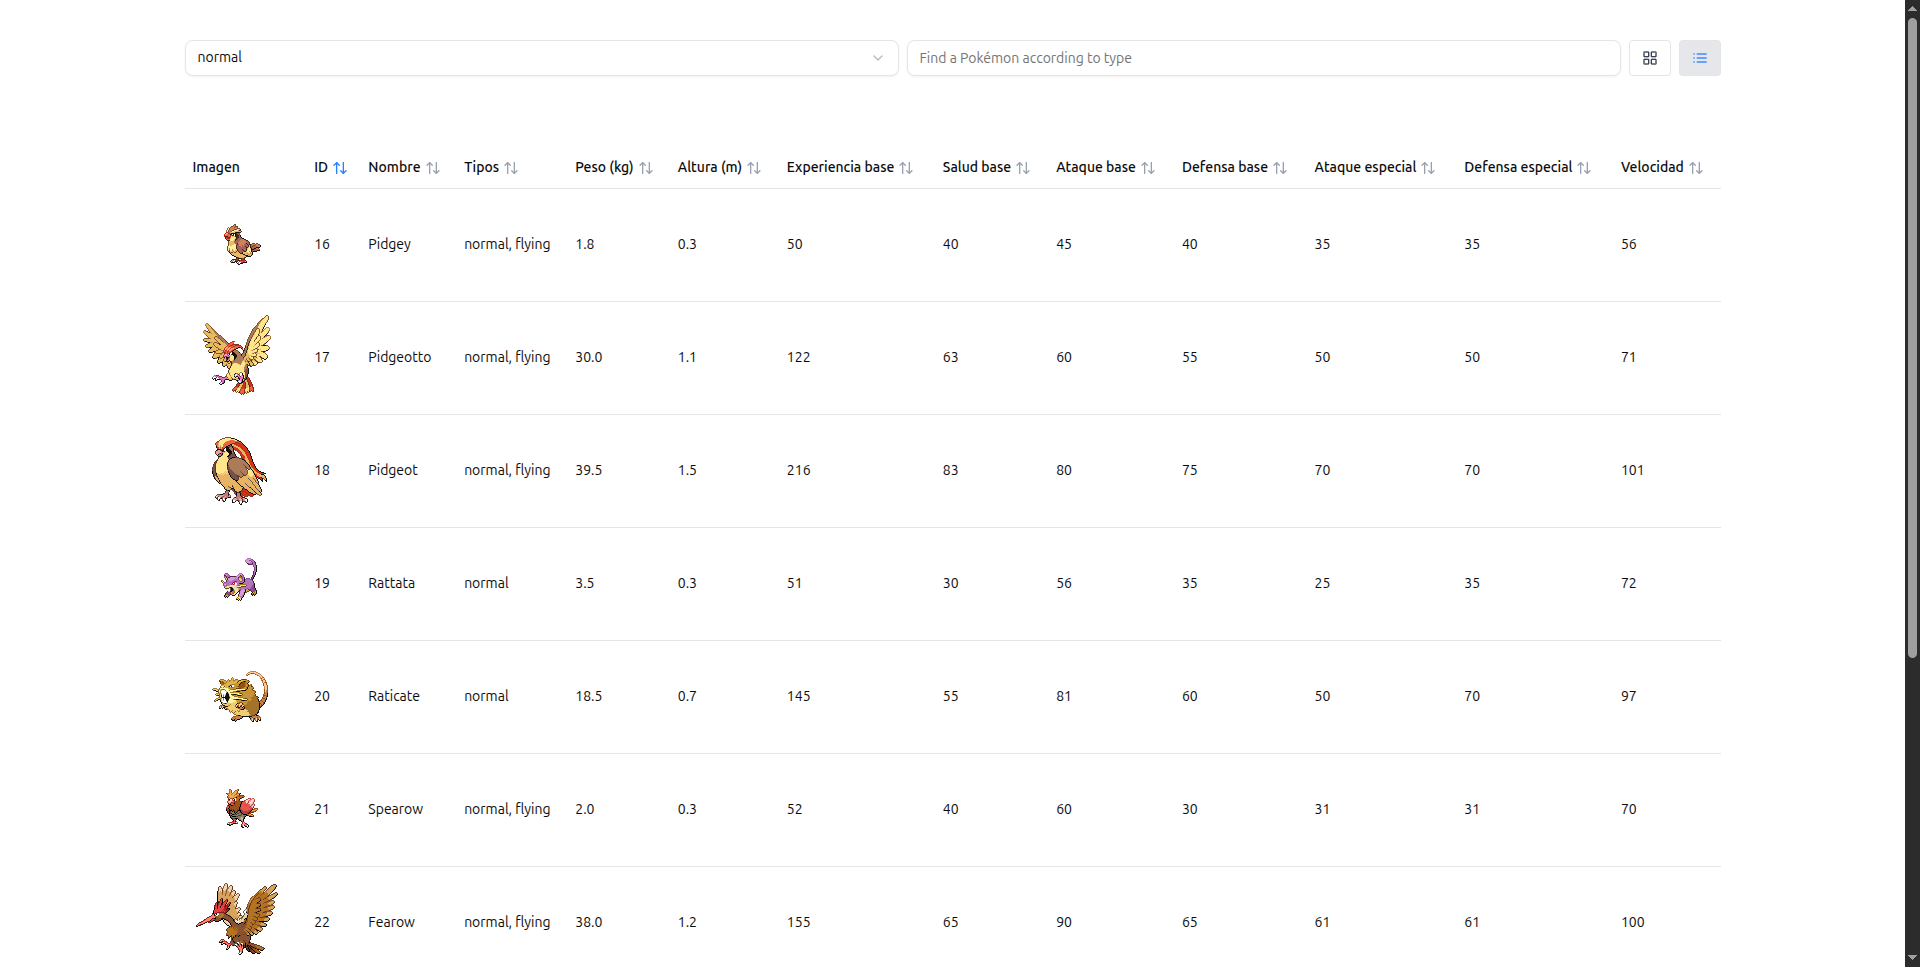 normal
Find a Pokémon according to type
Imagen ID Nombre Tipos Peso (kg) Altura (m) Experiencia base Salud base Ataque base Defensa base Ataque especial Defensa especial Velocidad
16 Pidgey normal, flying 1.8 0.3 50 40 45 40 35 35 56
17 Pidgeotto normal, flying 30.0 1.1 122 63 60 55 50 50 71
18 Pidgeot normal, flying 39.5 1.5 216 83 80 75 70 70 101
19 Rattata normal 3.5 0.3 51 30 56 35 25 35 72
20 Raticate normal 18.5 0.7 145 55 81 60 50 70 97
21 Spearow normal, flying 2.0 0.3 52 40 60 30 31 31 70
22 Fearow normal, flying 38.0 1.2 155 65 90 65 61 61 100